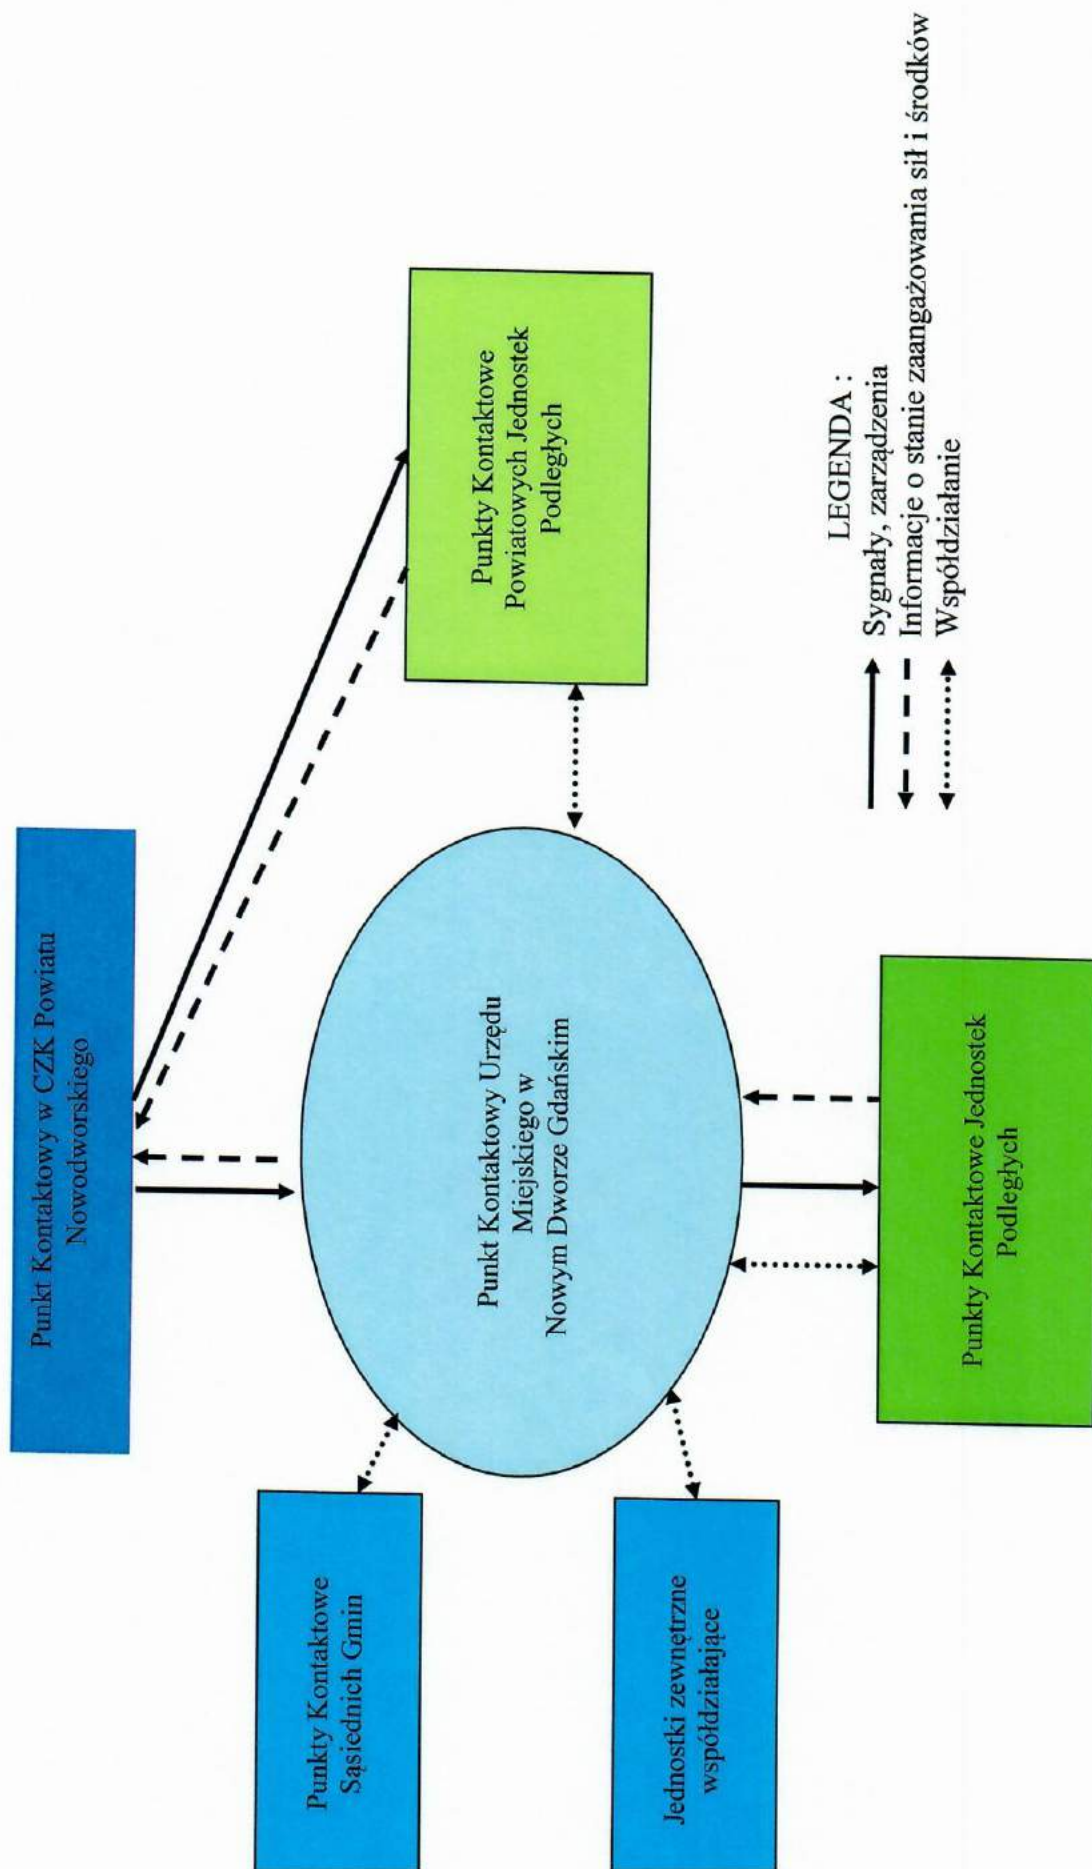 Punkt Kontaktowy w CZK Powiatu
Nowodworskiego
Punkty Kontaktowe
Sąsiednich Gmin
Punkt Kontaktowy Urzędu
Miejskiego w
Nowym Dworze Gdańskim
Punkty Kontaktowe
Powiatowych Jednostek
Podległych
Jednostki zewnętrzne
współdziałające
Punkty Kontaktowe Jednostek
Podległych
LEGENDA :
Sygnały, zarządzenia
Informacje o stanie zaangażowania sił i środków
Współdziałanie